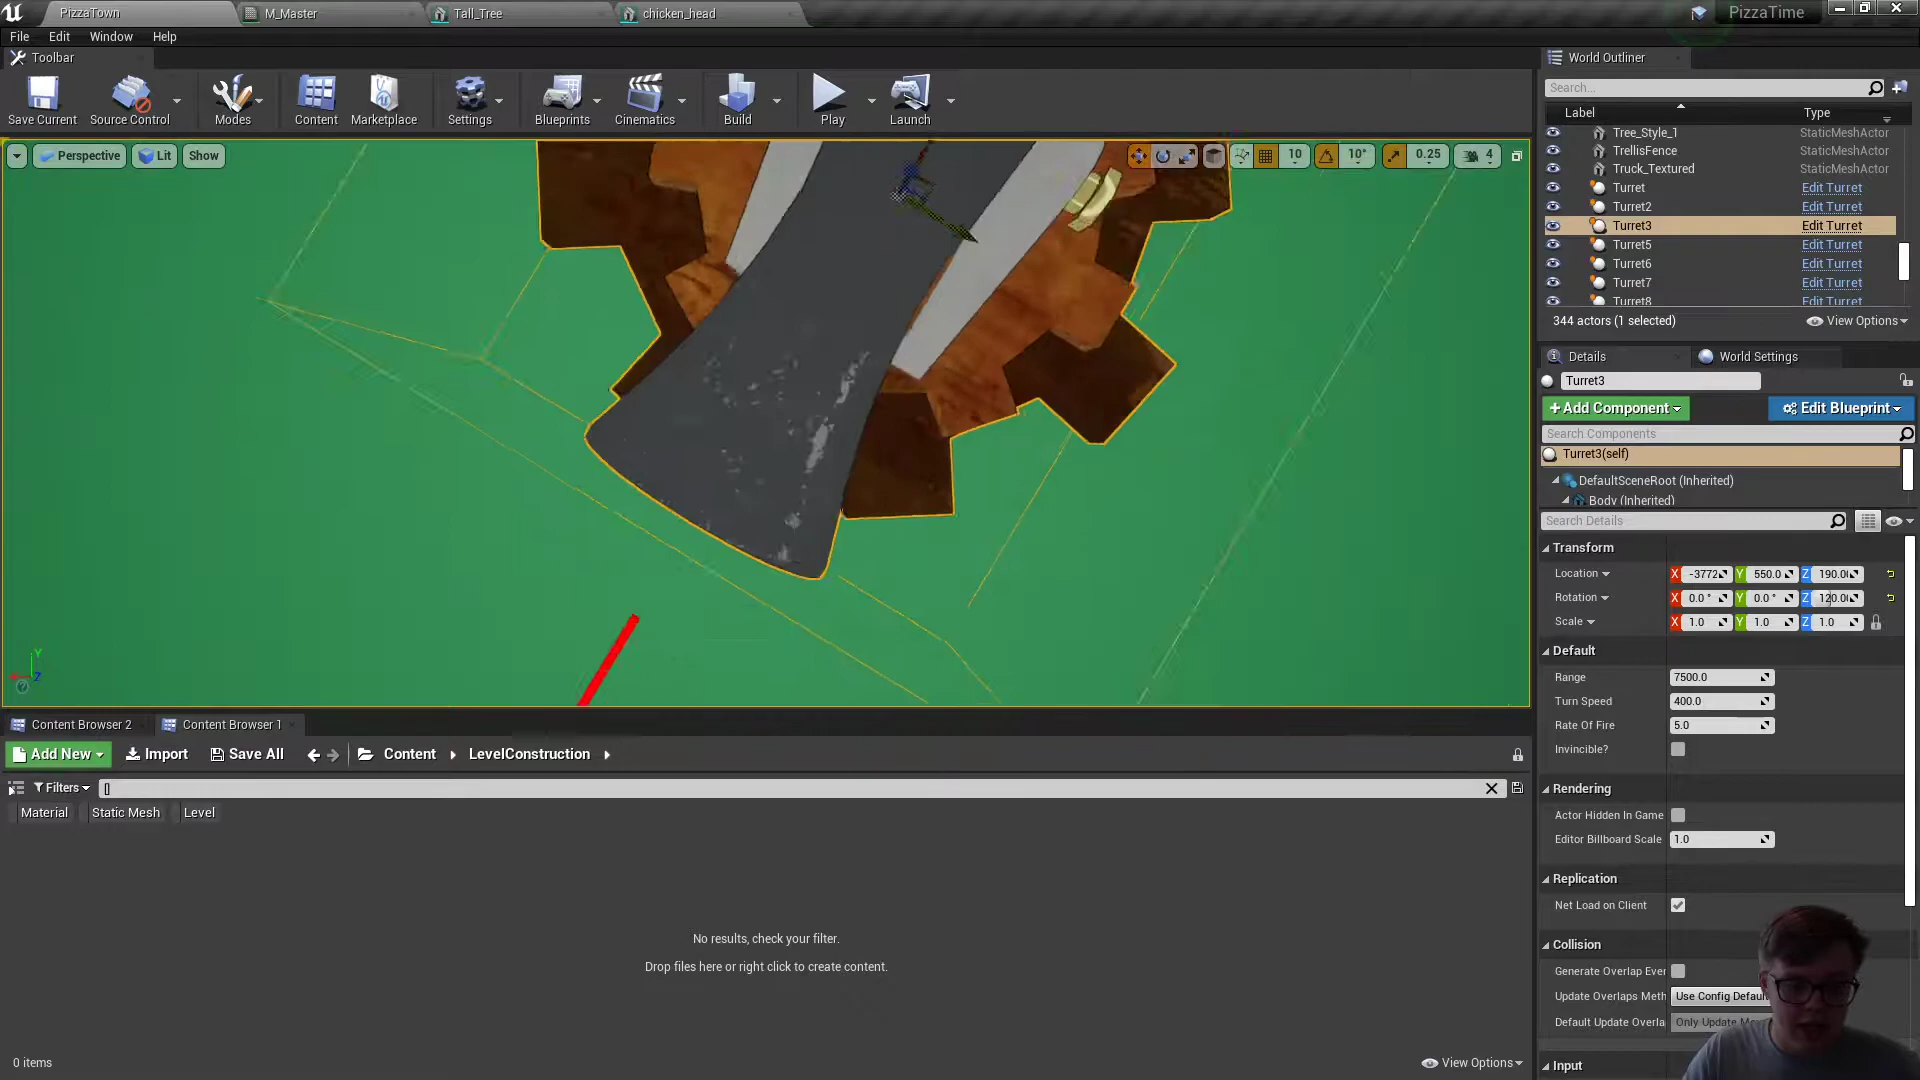 PizzaTown
M_Master
Tall_Tree
chicken_head
PizzaTime
File
Edit
Window
Help
Toolbar
Save Current
Source Control
Modes
Content
Marketplace
Settings
Blueprints
Cinematics
Build
Play
Launch
Perspective
Lit
Show
10
10°
0.25
4
World Outliner
Search...
Label
Type
Tree_Style_1
StaticMeshActor
TrellisFence
StaticMeshActor
Truck_Textured
StaticMeshActor
Turret
Edit Turret
Turret2
Edit Turret
Turret3
Edit Turret
Turret5
Edit Turret
Turret6
Edit Turret
Turret7
Edit Turret
Turret8
Edit Turret
344 actors (1 selected)
View Options
Details
World Settings
Turret3
+Add Component
Edit Blueprint
Search Components
Turret3(self)
DefaultSceneRoot (Inherited)
Body (Inherited)
Search Details
Transform
Location
X -3772 Y 550.0 Z 190.0
Rotation
X 0.0 ° Y 0.0 ° Z 120.0
Scale
X 1.0 Y 1.0 Z 1.0
Default
Range
7500.0
Turn Speed
400.0
Rate Of Fire
5.0
Invincible?
Rendering
Actor Hidden In Game
Editor Billboard Scale
1.0
Replication
Net Load on Client
Collision
Generate Overlap Ever
Update Overlaps Meth
Use Config Defaul
Default Update Overla
Only Update Mo
Input
Y
Z
Content Browser 2
Content Browser 1
Add New
Import
Save All
Content
LevelConstruction
Filters
[]
Material
Static Mesh
Level
No results, check your filter.
Drop files here or right click to create content.
0 items
View Options